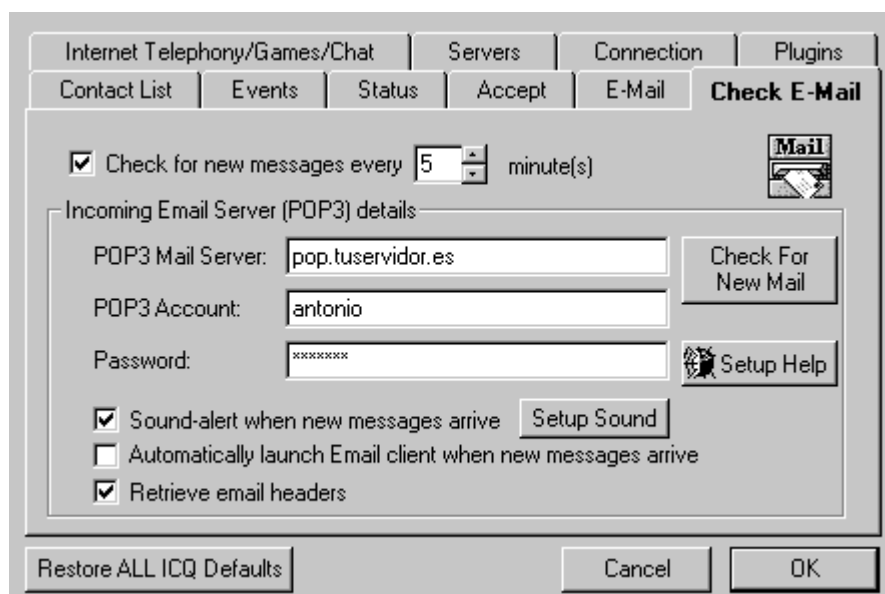 Internet Telephony/Games/Chat Servers Connection Plugins
Contact List Events Status Accept E-Mail Check E-Mail
Check for new messages every 5 minute(s)
Mail
Incoming Email Server (POP3) details
POP3 Mail Server: pop.tuservidor.es
Check For
New Mail
POP3 Account: antonio
Password: xxxxxxx
Setup Help
Sound-alert when new messages arrive Setup Sound
Automatically launch Email client when new messages arrive
Retrieve email headers
Restore ALL ICQ Defaults Cancel OK